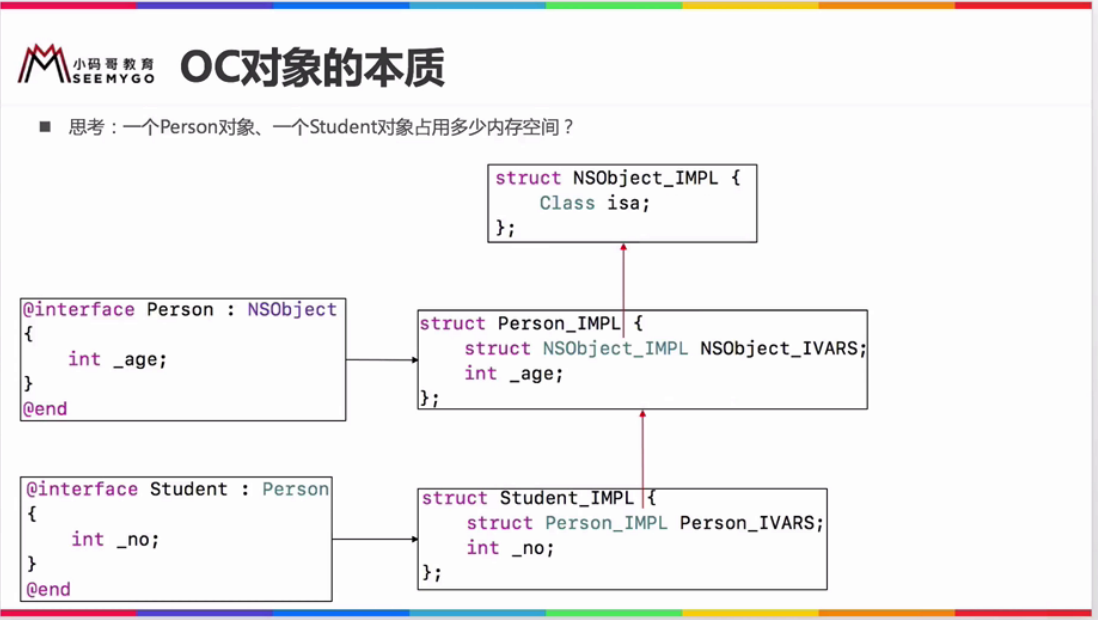 小码哥教育
SEEMYGO
OC对象的本质
■ 思考：一个Person对象、一个Student对象占用多少内存空间？
struct NSObject_IMPL {
Class isa;
};
@interface Person : NSObject
{
int _age;
}
@end
struct Person_IMPL {
struct NSObject_IMPL NSObject_IVARS;
int _age;
};
@interface Student : Person
{
int _no;
}
@end
struct Student_IMPL {
struct Person_IMPL Person_IVARS;
int _no;
};